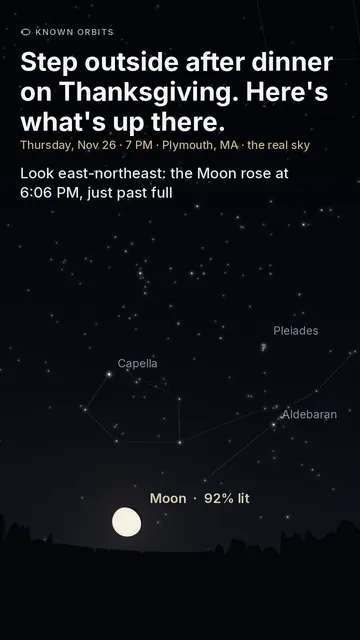 KNOWN ORBITS
Step outside after dinner
on Thanksgiving. Here's
what's up there.
Thursday, Nov 26 · 7 PM · Plymouth, MA · the real sky
Look east-northeast: the Moon rose at
6:06 PM, just past full
Pleiades
Capella
Aldebaran
Moon · 92% lit